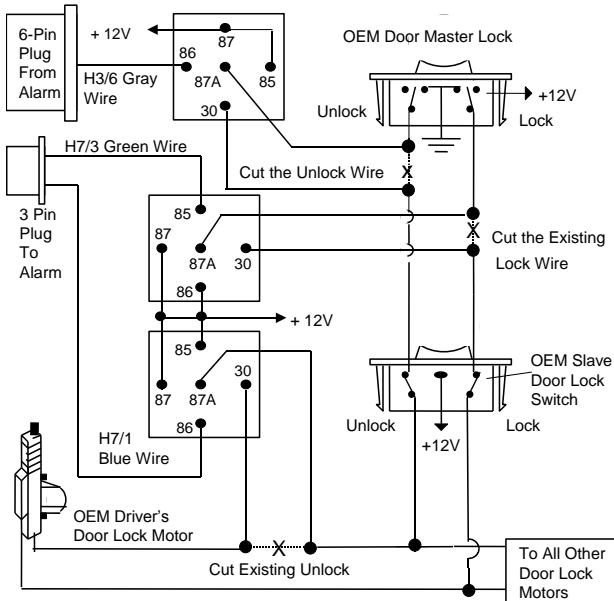 6-Pin
Plug
From
Alarm
+ 12V
87
86
87A
85
30
H3/6 Gray
Wire
OEM Door Master Lock
+12V
Unlock
Lock
H7/3 Green Wire
Cut the Unlock Wire
X
3 Pin
Plug
To
Alarm
85
87
87A
30
86
X
Cut the Existing
Lock Wire
+ 12V
85
30
87
87A
86
H7/1
Blue Wire
OEM Slave
Door Lock
Switch
Unlock
Lock
+12V
OEM Driver's
Door Lock Motor
X
Cut Existing Unlock
To All Other
Door Lock
Motors